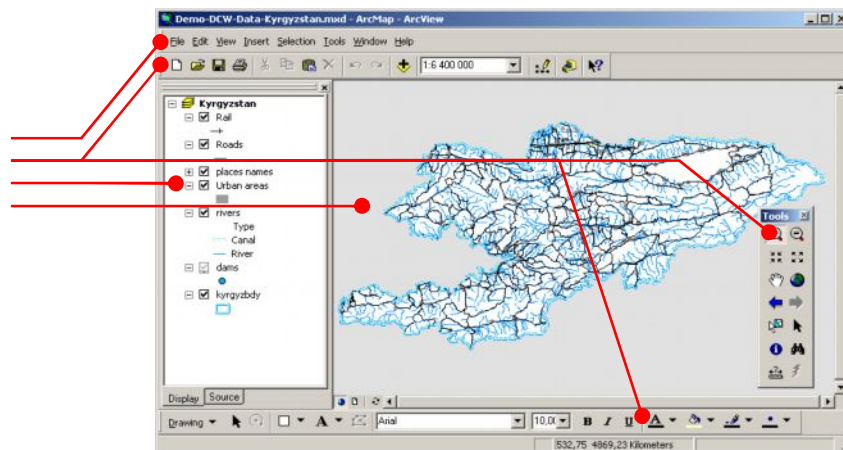 Demo-DCW-Data-Kyrgyzstan.mxd - ArcMap - ArcView
File Edit View Insert Selection Tools Window Help
1:6 400 000
Kyrgyzstan
Rail
Roads
places names
Urban areas
rivers
Type
Canal
River
dams
kyrgyzbdy
Tools
Display Source
Drawing A Arial 10,0 B I U A
532,75 4869,23 Kilometers